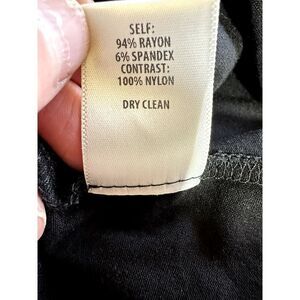 SELF:
94% RAYON
6% SPANDEX
CONTRAST:
100% NYLON
DRY CLEAN